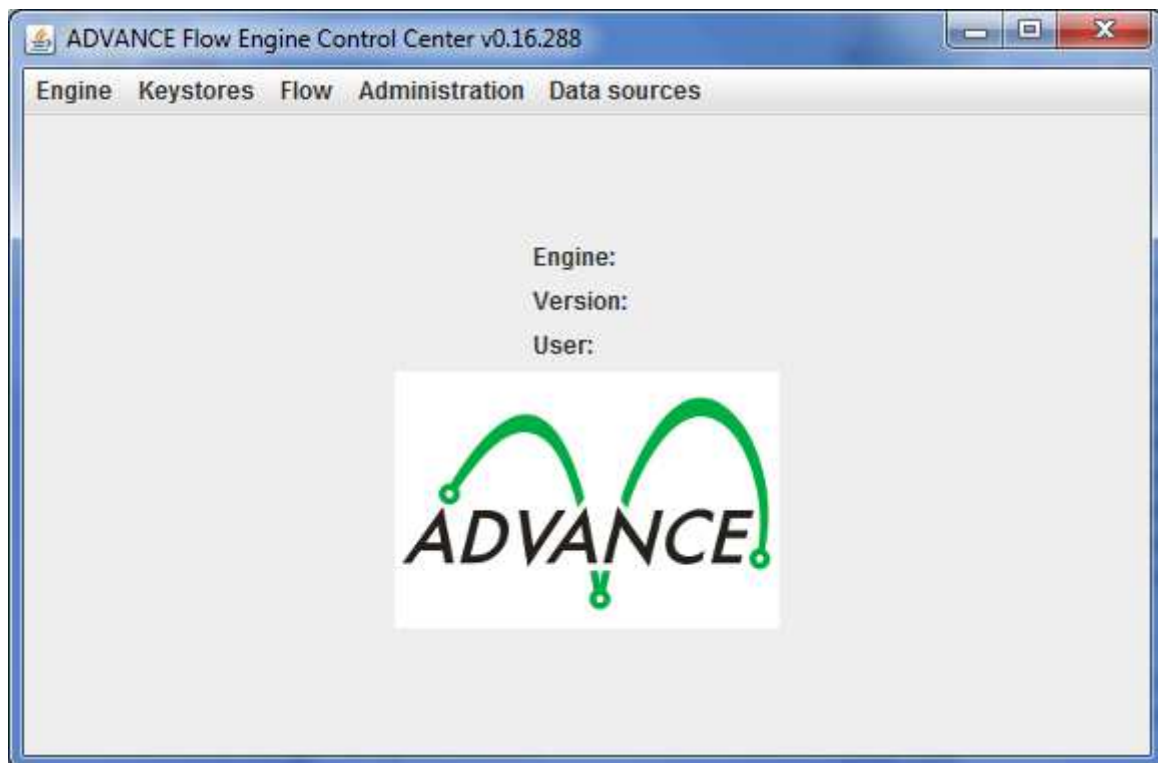 ADVANCE Flow Engine Control Center v0.16.288
Engine Keystores Flow Administration Data sources
Engine:
Version:
User:
ADVANCE